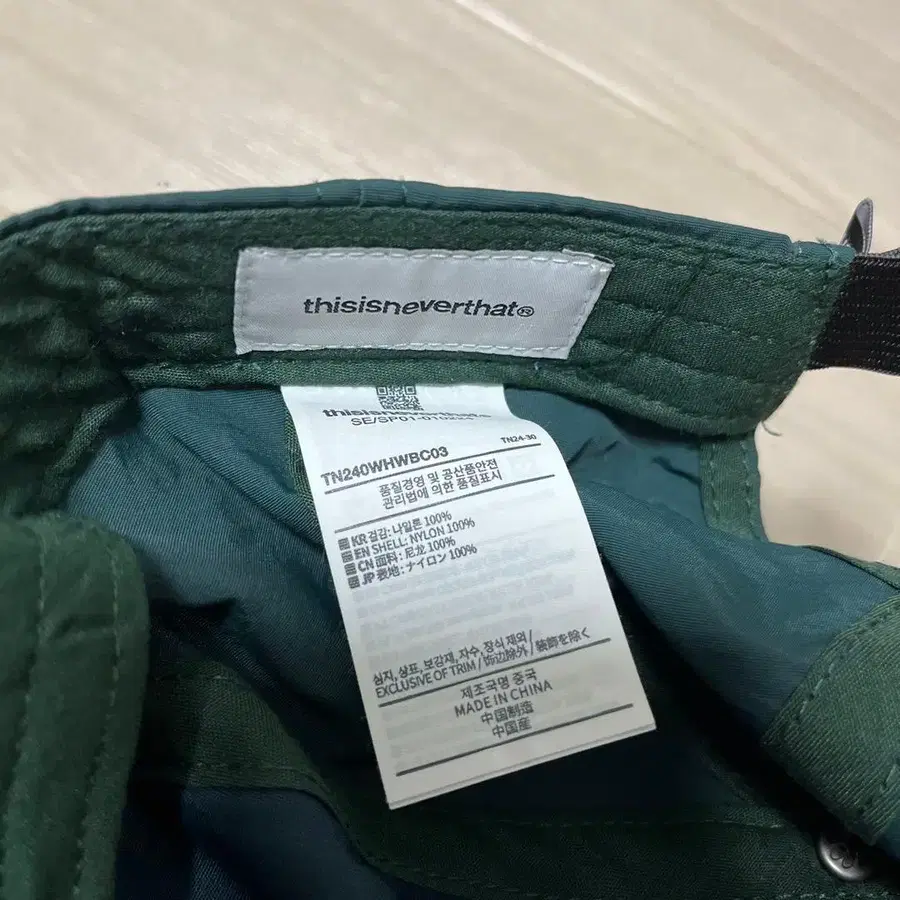 thisisneverthat®
thisisneverthat®
TN24-30
TN240WHWBC03
품질경영 및 공산품안전
관리법에 의한 품질표시
KR 겉감: 나일론 100%
EN SHELL: NYLON 100%
CN 面料: 尼龙 100%
JP 表地: ナイロン 100%
심지, 상표, 보강재, 자수, 장식 제외/
EXCLUSIVE OF TRIM / 饰边除外 / 装飾を除く
제조국명 중국
MADE IN CHINA
中国制造
中国産